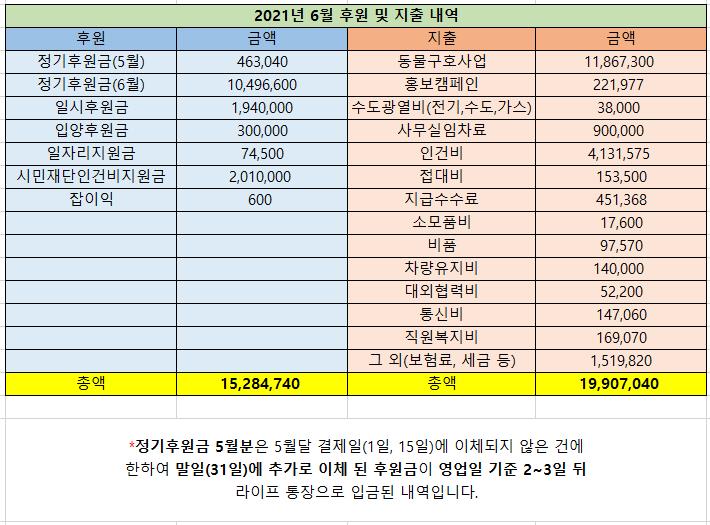 2021년 6월 후원 및 지출 내역
후원 금액 지출 금액
정기후원금(5월) 463,040 동물구호사업 11,867,300
정기후원금(6월) 10,496,600 홍보캠페인 221,977
일시후원금 1,940,000 수도광열비(전기,수도,가스) 38,000
입양후원금 300,000 사무실임차료 900,000
일자리지원금 74,500 인건비 4,131,575
시민재단인건비지원금 2,010,000 접대비 153,500
잡이익 600 지급수수료 451,368
소모품비 17,600
비품 97,570
차량유지비 140,000
대외협력비 52,200
통신비 147,060
직원복지비 169,070
그 외(보험료, 세금 등) 1,519,820
총액 15,284,740 총액 19,907,040
*정기후원금 5월분은 5월달 결제일(1일, 15일)에 이체되지 않은 건에
한하여 말일(31일)에 추가로 이체 된 후원금이 영업일 기준 2~3일 뒤
라이프 통장으로 입금된 내역입니다.